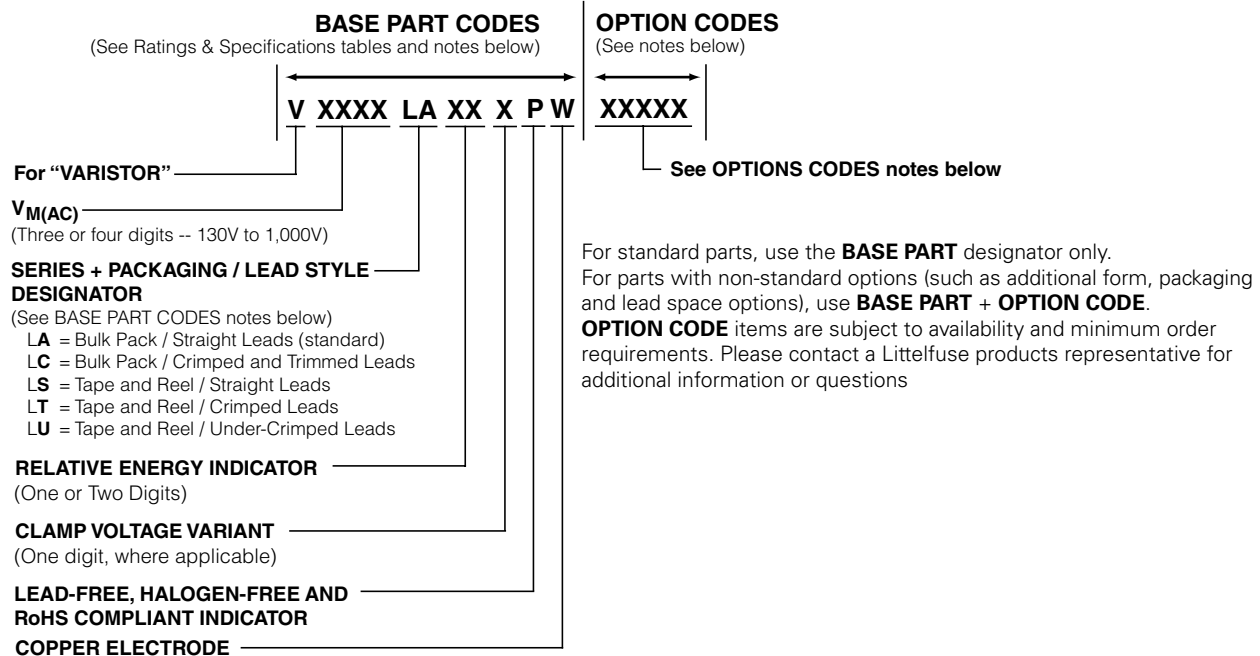 BASE PART CODES
(See Ratings & Specifications tables and notes below)
OPTION CODES
(See notes below)
V XXXX LA XX X P W XXXXX
For “VARISTOR”
See OPTIONS CODES notes below
VM(AC)
(Three or four digits -- 130V to 1,000V)
SERIES + PACKAGING / LEAD STYLE
DESIGNATOR
(See BASE PART CODES notes below)
LA = Bulk Pack / Straight Leads (standard)
LC = Bulk Pack / Crimped and Trimmed Leads
LS = Tape and Reel / Straight Leads
LT = Tape and Reel / Crimped Leads
LU = Tape and Reel / Under-Crimped Leads
RELATIVE ENERGY INDICATOR
(One or Two Digits)
CLAMP VOLTAGE VARIANT
(One digit, where applicable)
LEAD-FREE, HALOGEN-FREE AND
RoHS COMPLIANT INDICATOR
COPPER ELECTRODE
For standard parts, use the BASE PART designator only.
For parts with non-standard options (such as additional form, packaging
and lead space options), use BASE PART + OPTION CODE.
OPTION CODE items are subject to availability and minimum order
requirements. Please contact a Littelfuse products representative for
additional information or questions